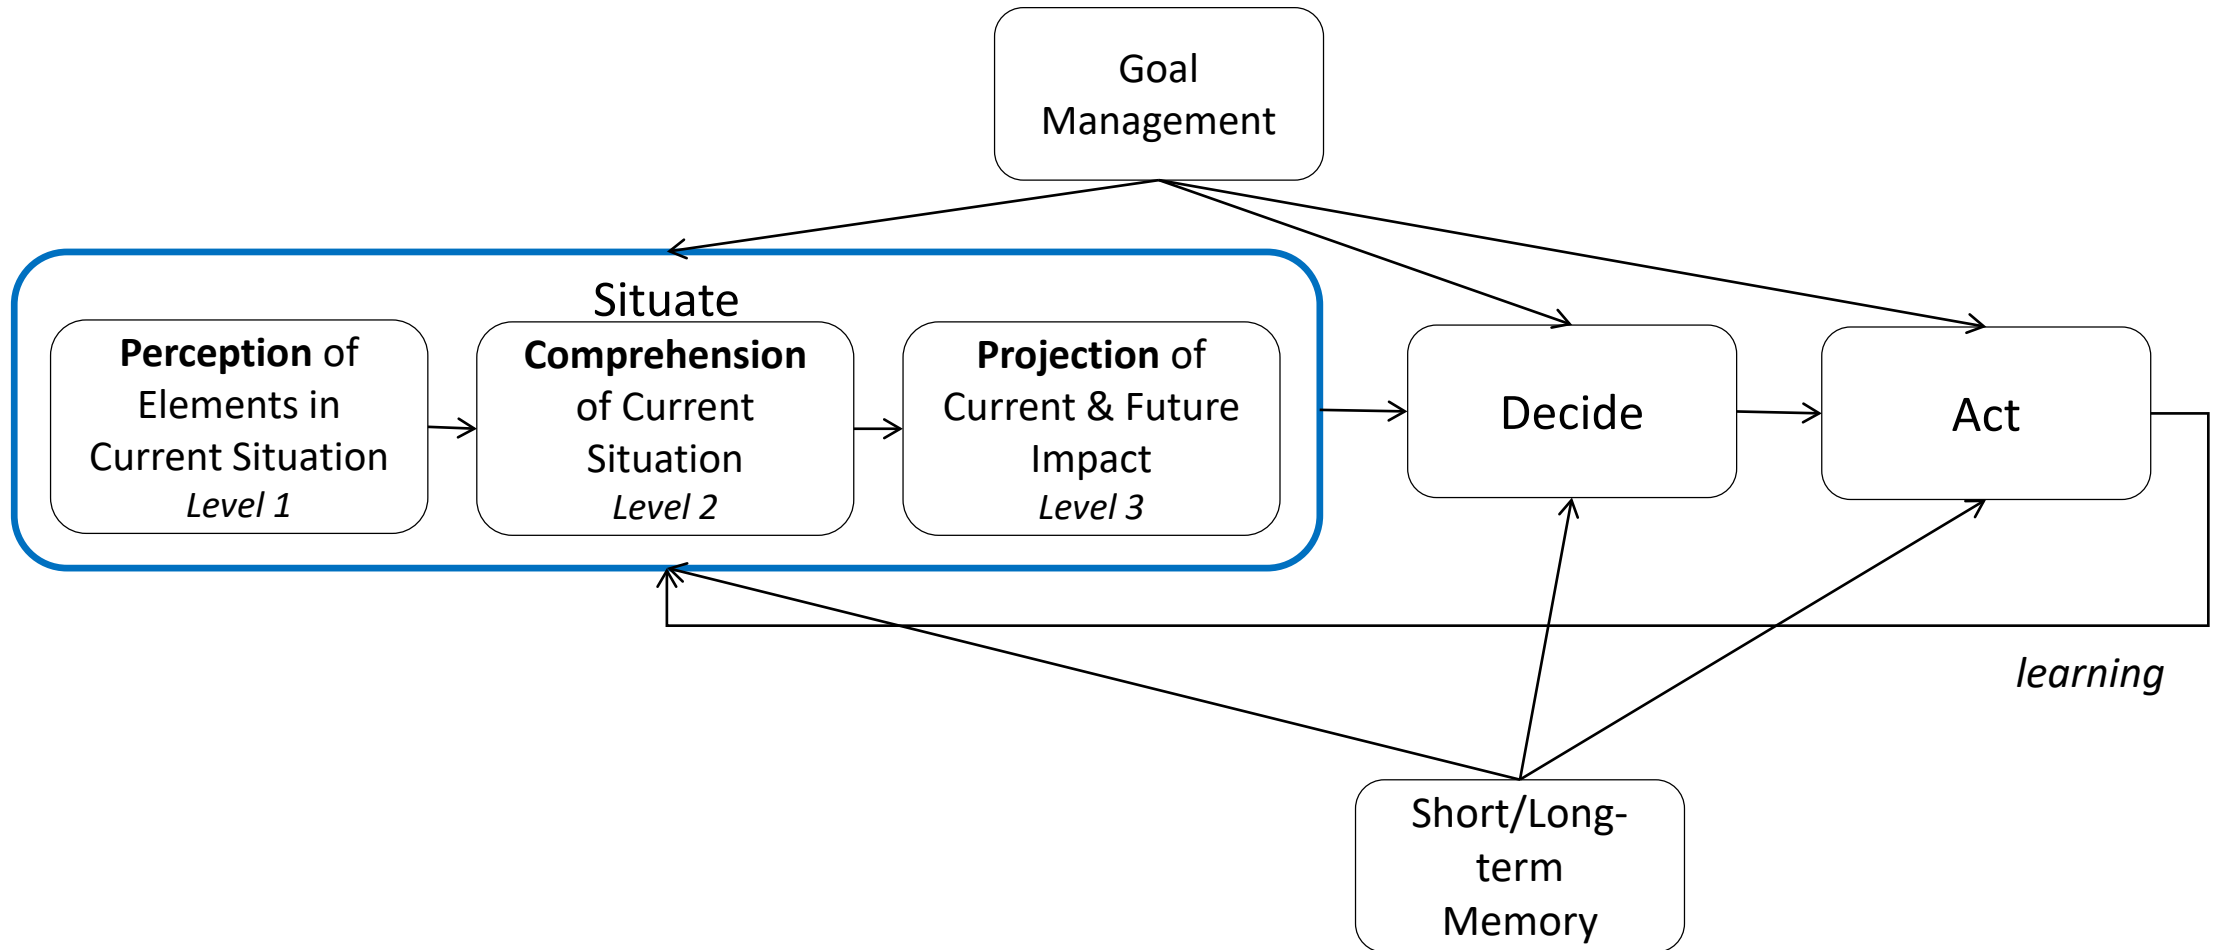 Goal
Management
Situate
Perception of
Elements in
Current Situation
Level 1
Comprehension
of Current
Situation
Level 2
Projection of
Current & Future
Impact
Level 3
Decide
Act
learning
Short/Long-
term
Memory